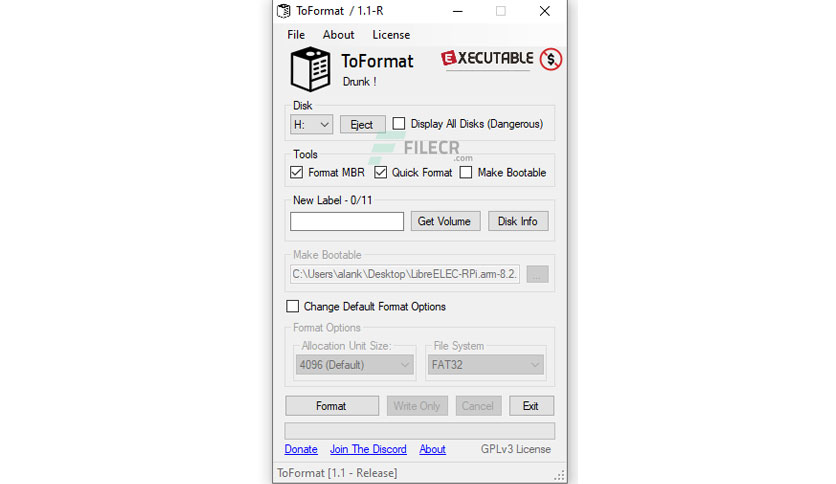 ToFormat / 1.1-R
File About License
ToFormat
EXECUTABLE $
Drunk !
Disk
H: Eject Display All Disks (Dangerous)
FILECR
.com
Tools
Format MBR Quick Format Make Bootable
New Label - 0/11
Get Volume Disk Info
Make Bootable
C:\Users\alank\Desktop\LibreELEC-RPi.arm-8.2. ...
Change Default Format Options
Format Options
Allocation Unit Size: File System
4096 (Default) FAT32
Format Write Only Cancel Exit
Donate Join The Discord About GPLv3 License
ToFormat [1.1 - Release]